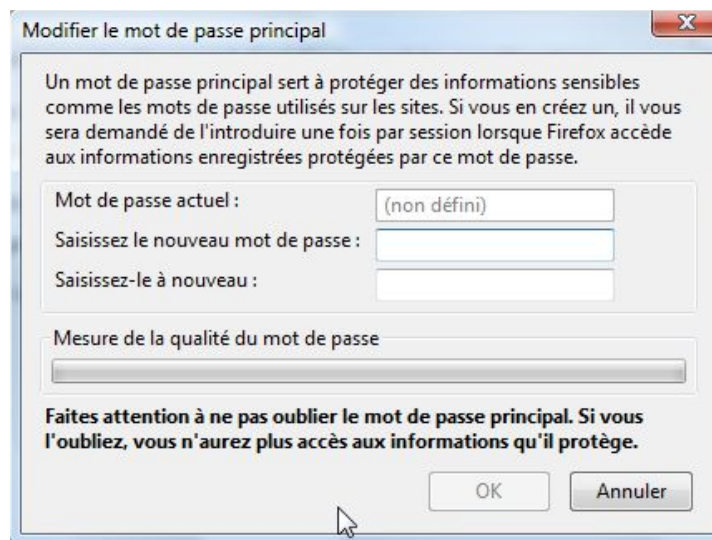 Modifier le mot de passe principal
Un mot de passe principal sert à protéger des informations sensibles
comme les mots de passe utilisés sur les sites. Si vous en créez un, il vous
sera demandé de l'introduire une fois par session lorsque Firefox accède
aux informations enregistrées protégées par ce mot de passe.
Mot de passe actuel :
(non défini)
Saisissez le nouveau mot de passe :
Saisissez-le à nouveau :
Mesure de la qualité du mot de passe
Faites attention à ne pas oublier le mot de passe principal. Si vous
l'oubliez, vous n'aurez plus accès aux informations qu'il protège.
OK
Annuler